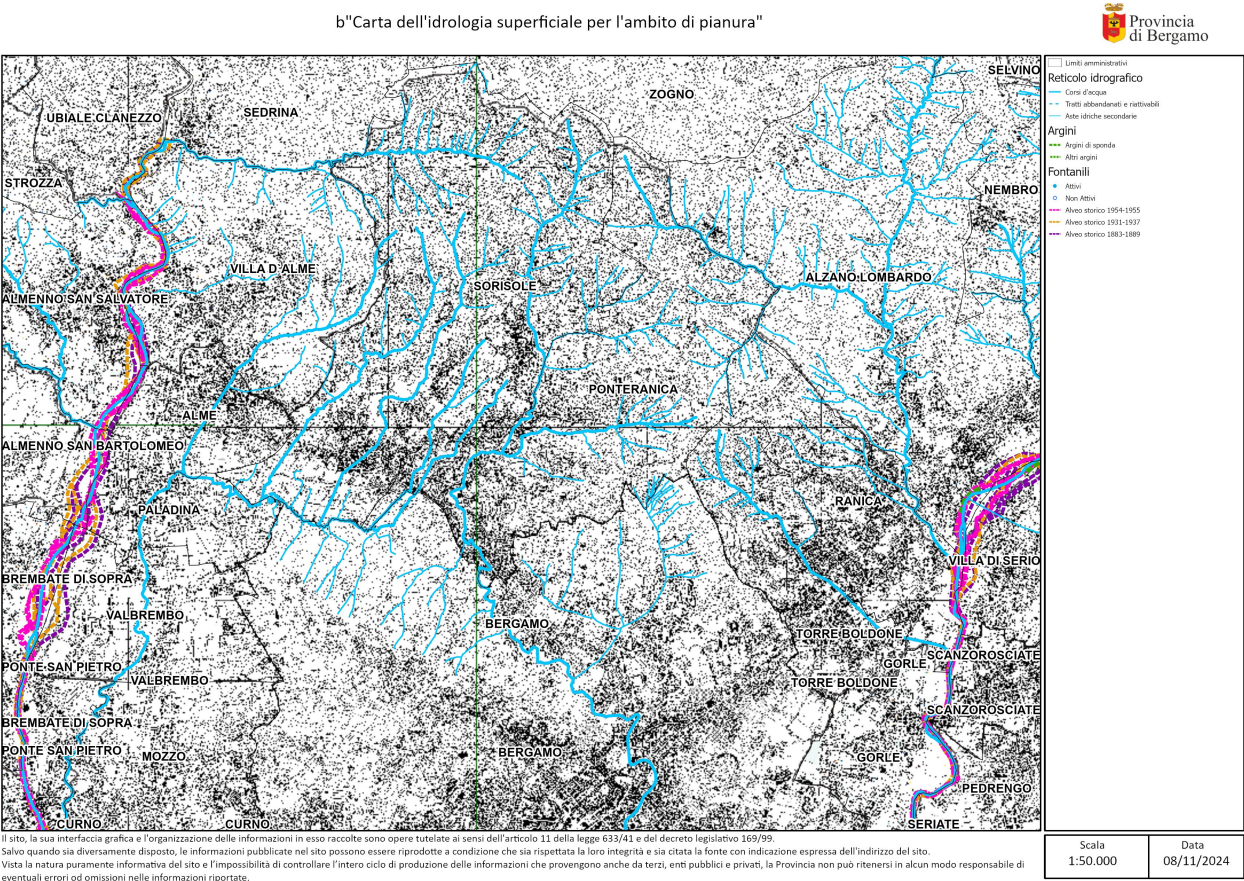 b"Carta dell'idrologia superficiale per l'ambito di pianura"
Provincia
di Bergamo
SELVINO
ZOGNO
SEDRINA
UBIALE CLANEZZO
STROZZA
NEMBRO
VILLA D'ALME
ALZANO LOMBARDO
SORISOLE
ALMENNO SAN SALVATORE
PONTERANICA
ALME
ALMENNO SAN BARTOLOMEO
RANICA
PALADINA
VILLA DI SERIO
BREMBATE DI SOPRA
VALBREMBO
BERGAMO
TORRE BOLDONE
SCANZOROSCIATE
GORLE
PONTE SAN PIETRO
VALBREMBO
TORRE BOLDONE
SCANZOROSCIATE
BREMBATE DI SOPRA
PONTE SAN PIETRO
MOZZO
BERGAMO
GORLE
PEDRENGO
CURNO
CURNO
SERIATE
Limiti amministrativi
Reticolo idrografico
Corsi d'acqua
Tratti abbandanati e riattivabili
Aste idriche secondarie
Argini
Argini di sponda
Altri argini
Fontanili
Attivi
Non Attivi
Alveo storico 1954-1955
Alveo storico 1931-1937
Alveo storico 1883-1889
Il sito, la sua interfaccia grafica e l'organizzazione delle informazioni in esso raccolte sono opere tutelate ai sensi dell'articolo 11 della legge 633/41 e del decreto legislativo 169/99.
Salvo quando sia diversamente disposto, le informazioni pubblicate nel sito possono essere riprodotte a condizione che sia rispettata la loro integrità e sia citata la fonte con indicazione espressa dell'indirizzo del sito.
Vista la natura puramente informativa del sito e l'impossibilità di controllare l'intero ciclo di produzione delle informazioni che provengono anche da terzi, enti pubblici e privati, la Provincia non può ritenersi in alcun modo responsabile di
eventuali errori od omissioni nelle informazioni riportate.
Scala
1:50.000
Data
08/11/2024